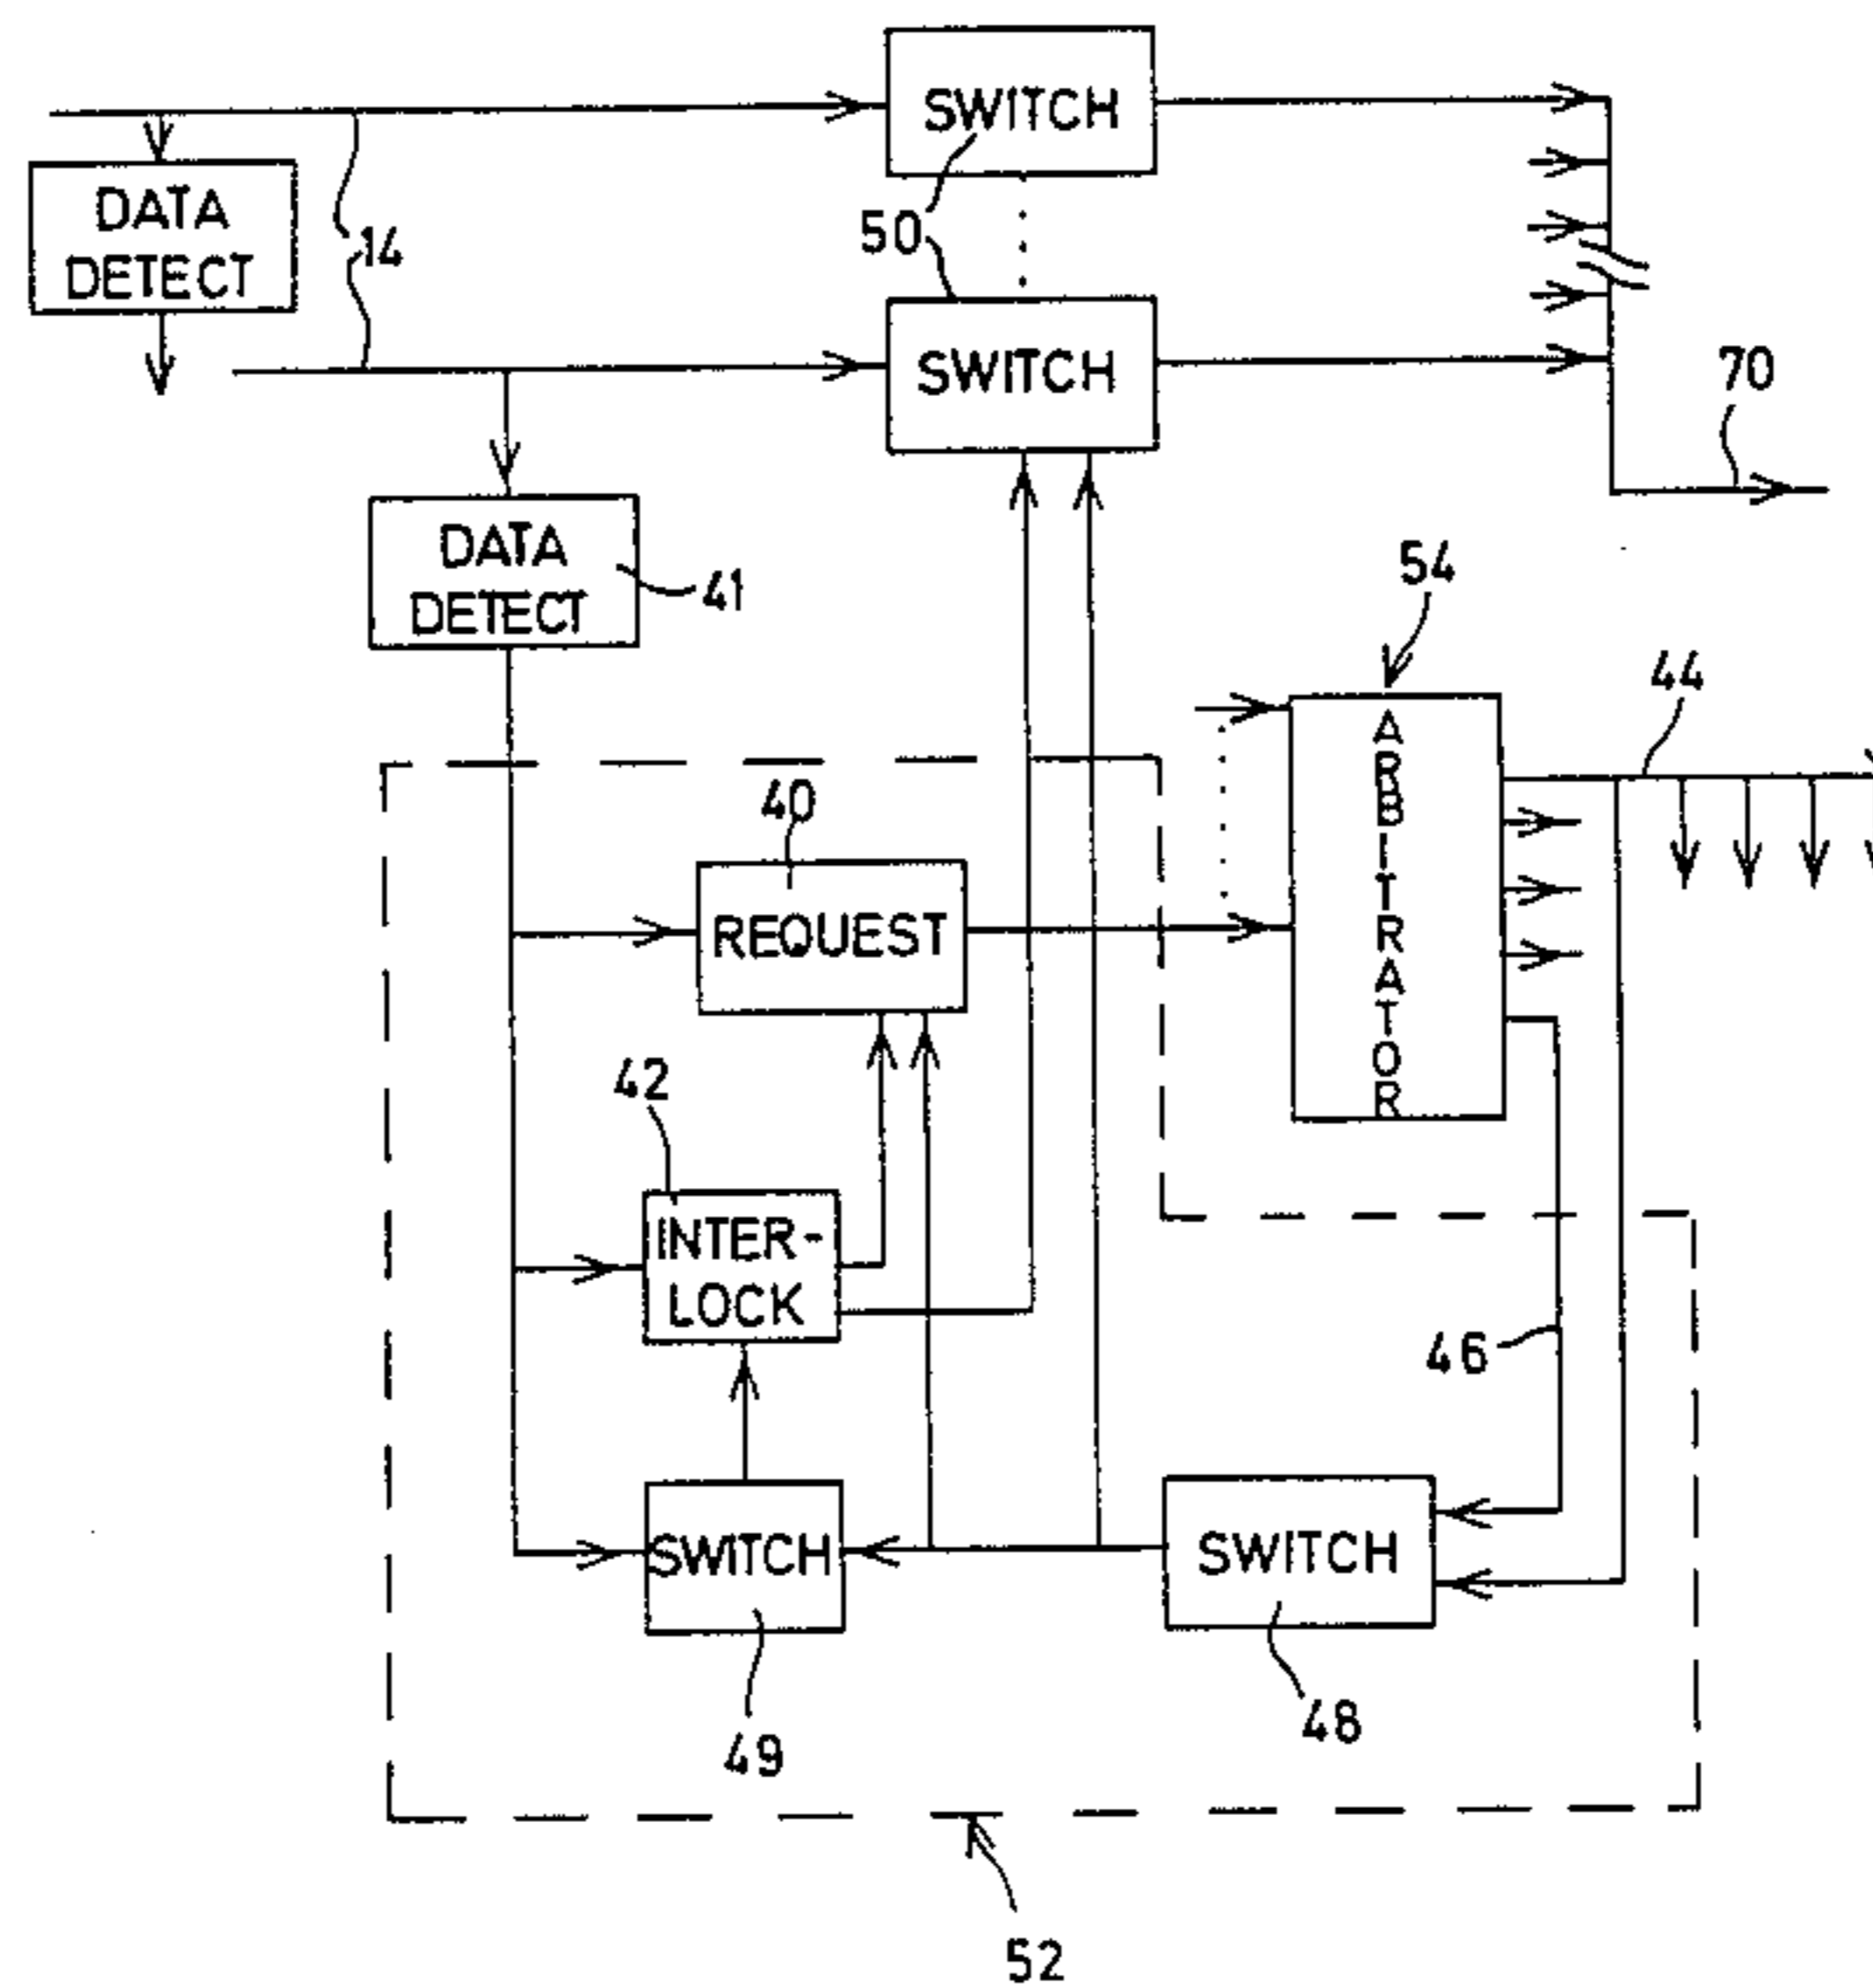 SWITCH
DATA
DETECT
14
50
SWITCH
70
DATA
DETECT
41
54
44
ARBITRATOR
40
REQUEST
42
INTER-
LOCK
46
SWITCH
SWITCH
49
48
52